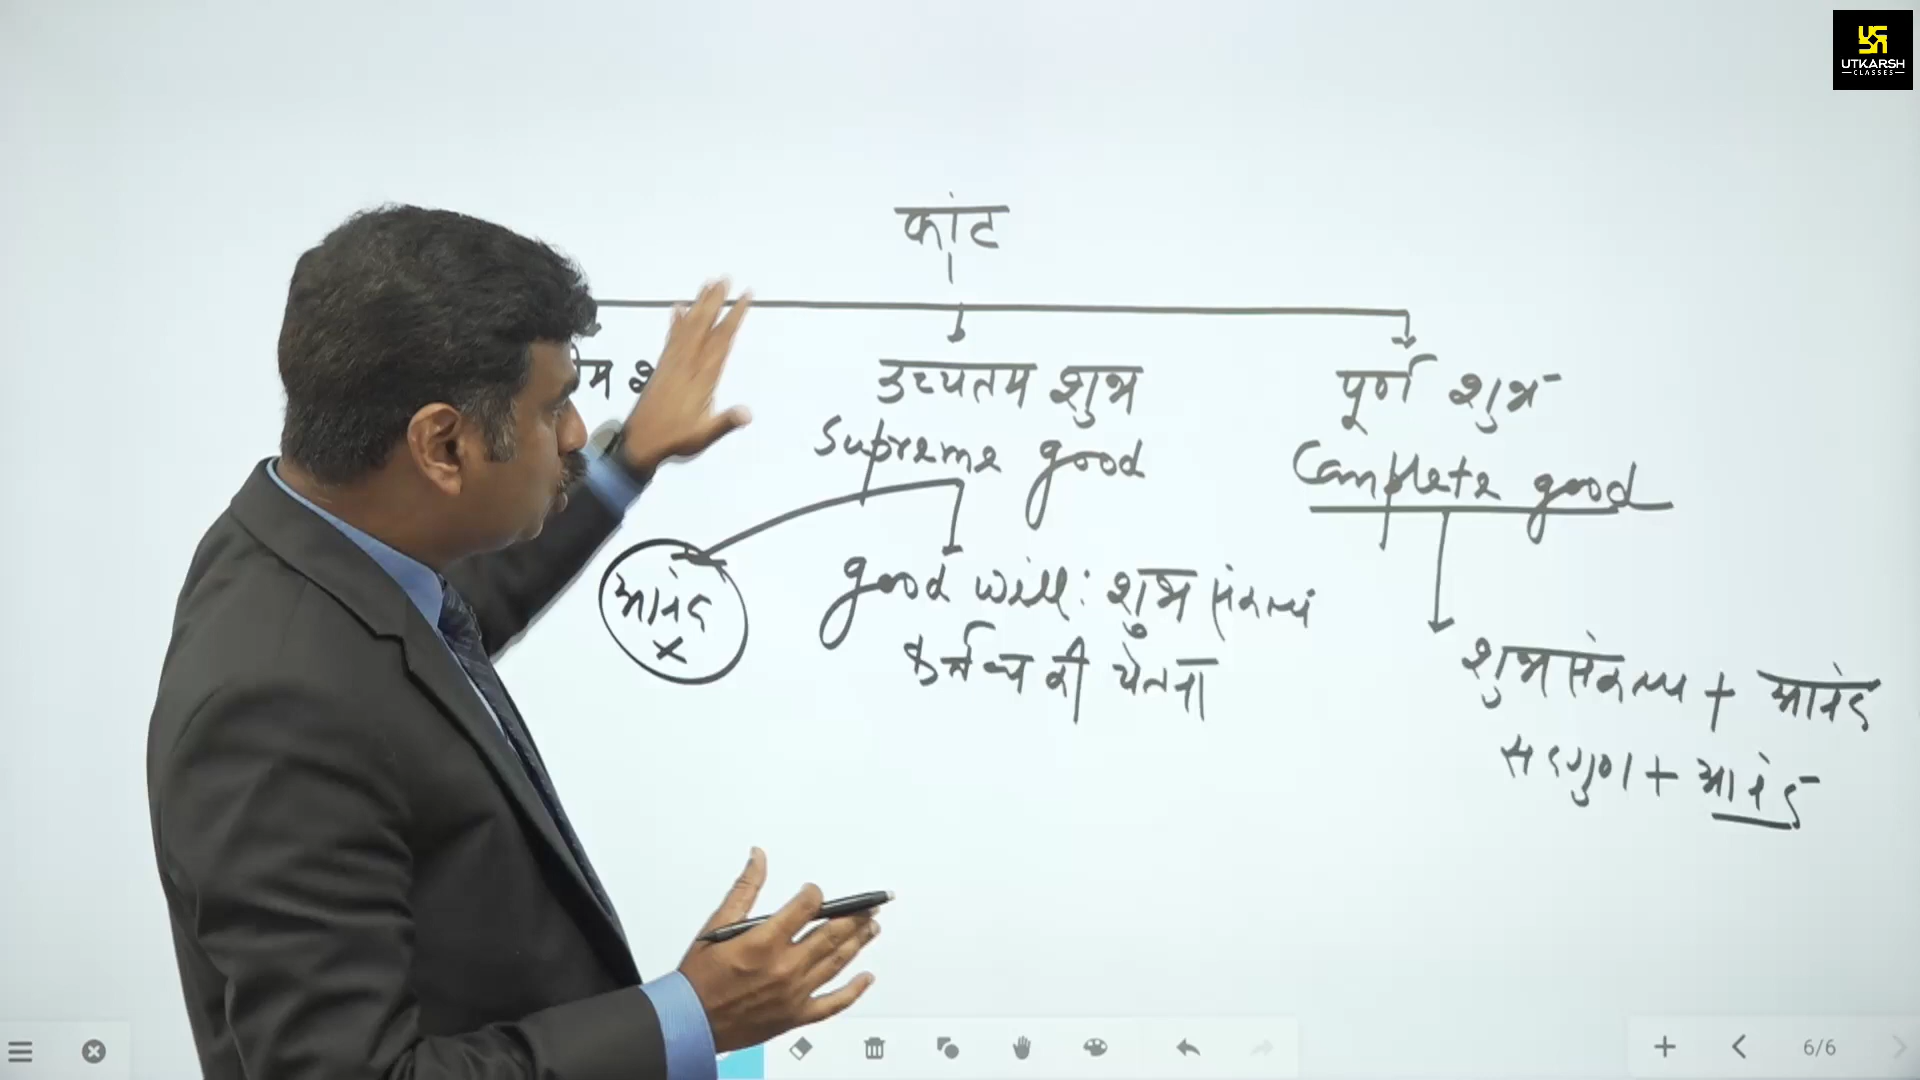 UTKARSH
CLASSES
कांट
उच्चतम शुभ
पूर्ण शुभ
Supreme good
Complete good
आनंद
×
good will: शुभ संकल्प
कर्तव्य की चेतना
शुभ संकल्प + आनंद
सद्गुण + आनंद
6/6